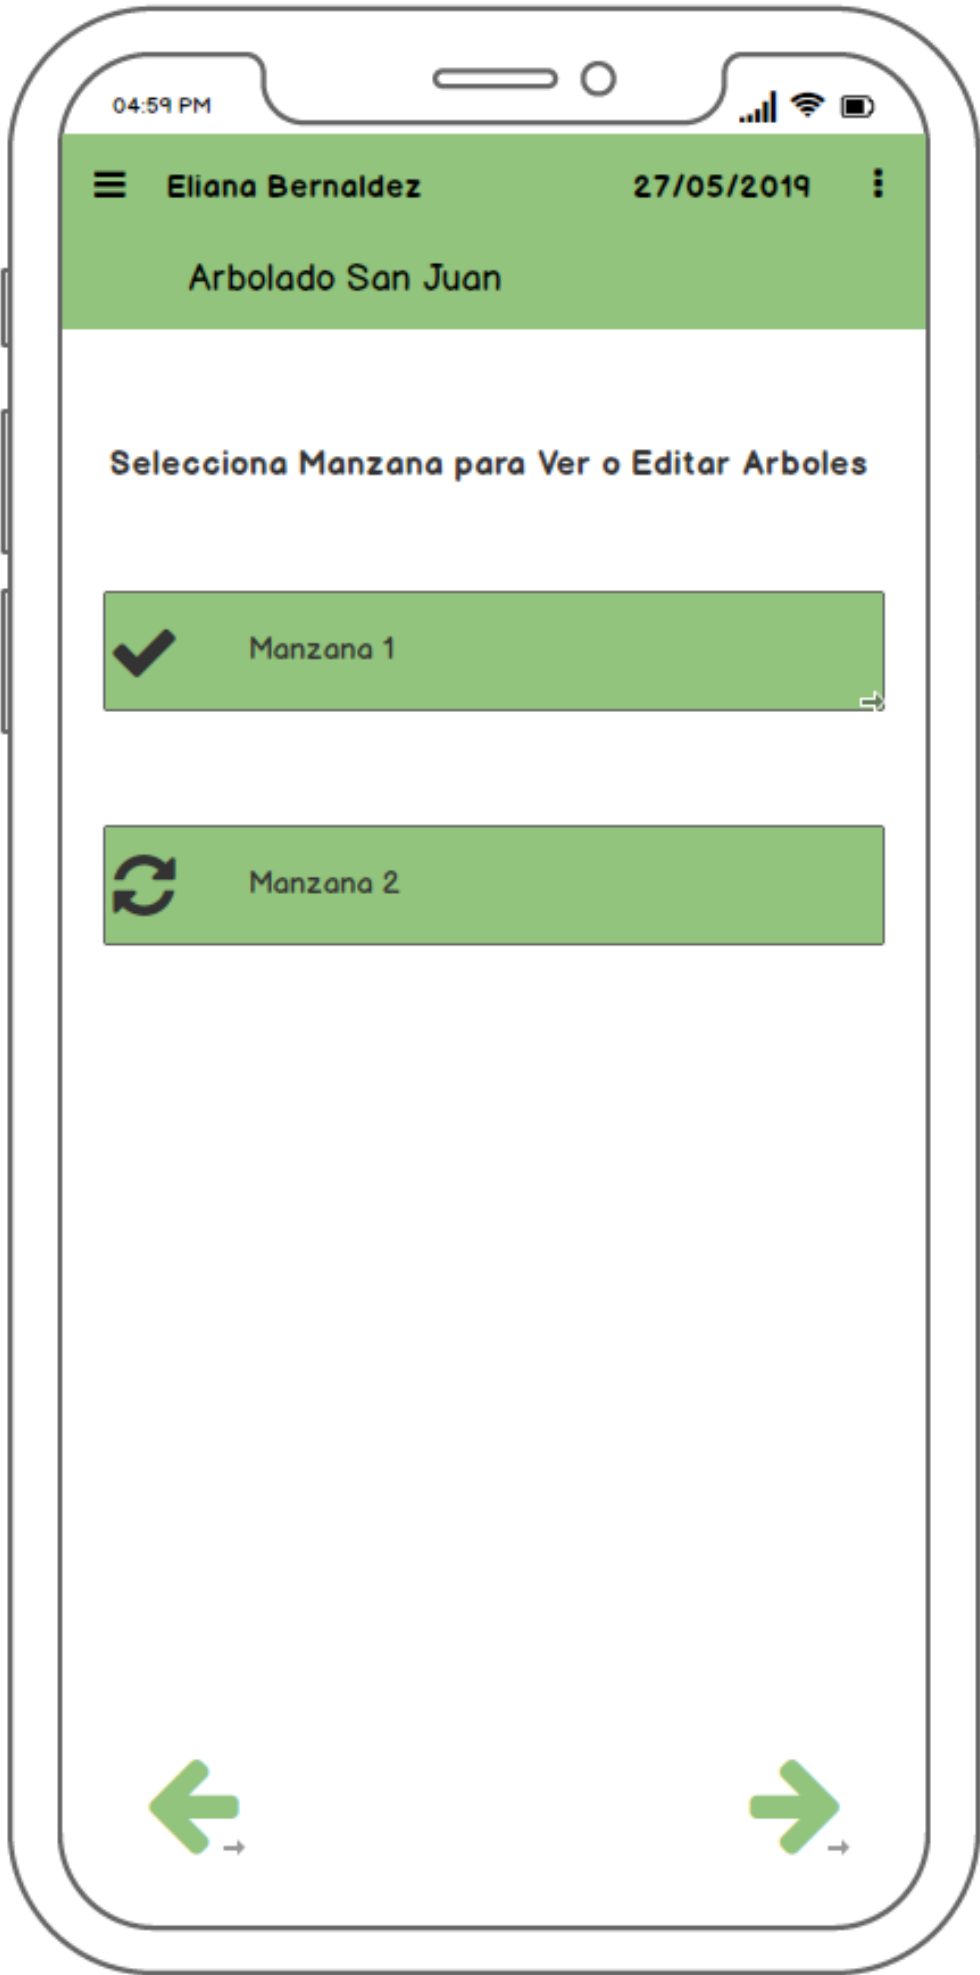 04:59 PM
Eliana Bernaldez 27/05/2019
Arbolado San Juan
Selecciona Manzana para Ver o Editar Arboles
Manzana 1
Manzana 2